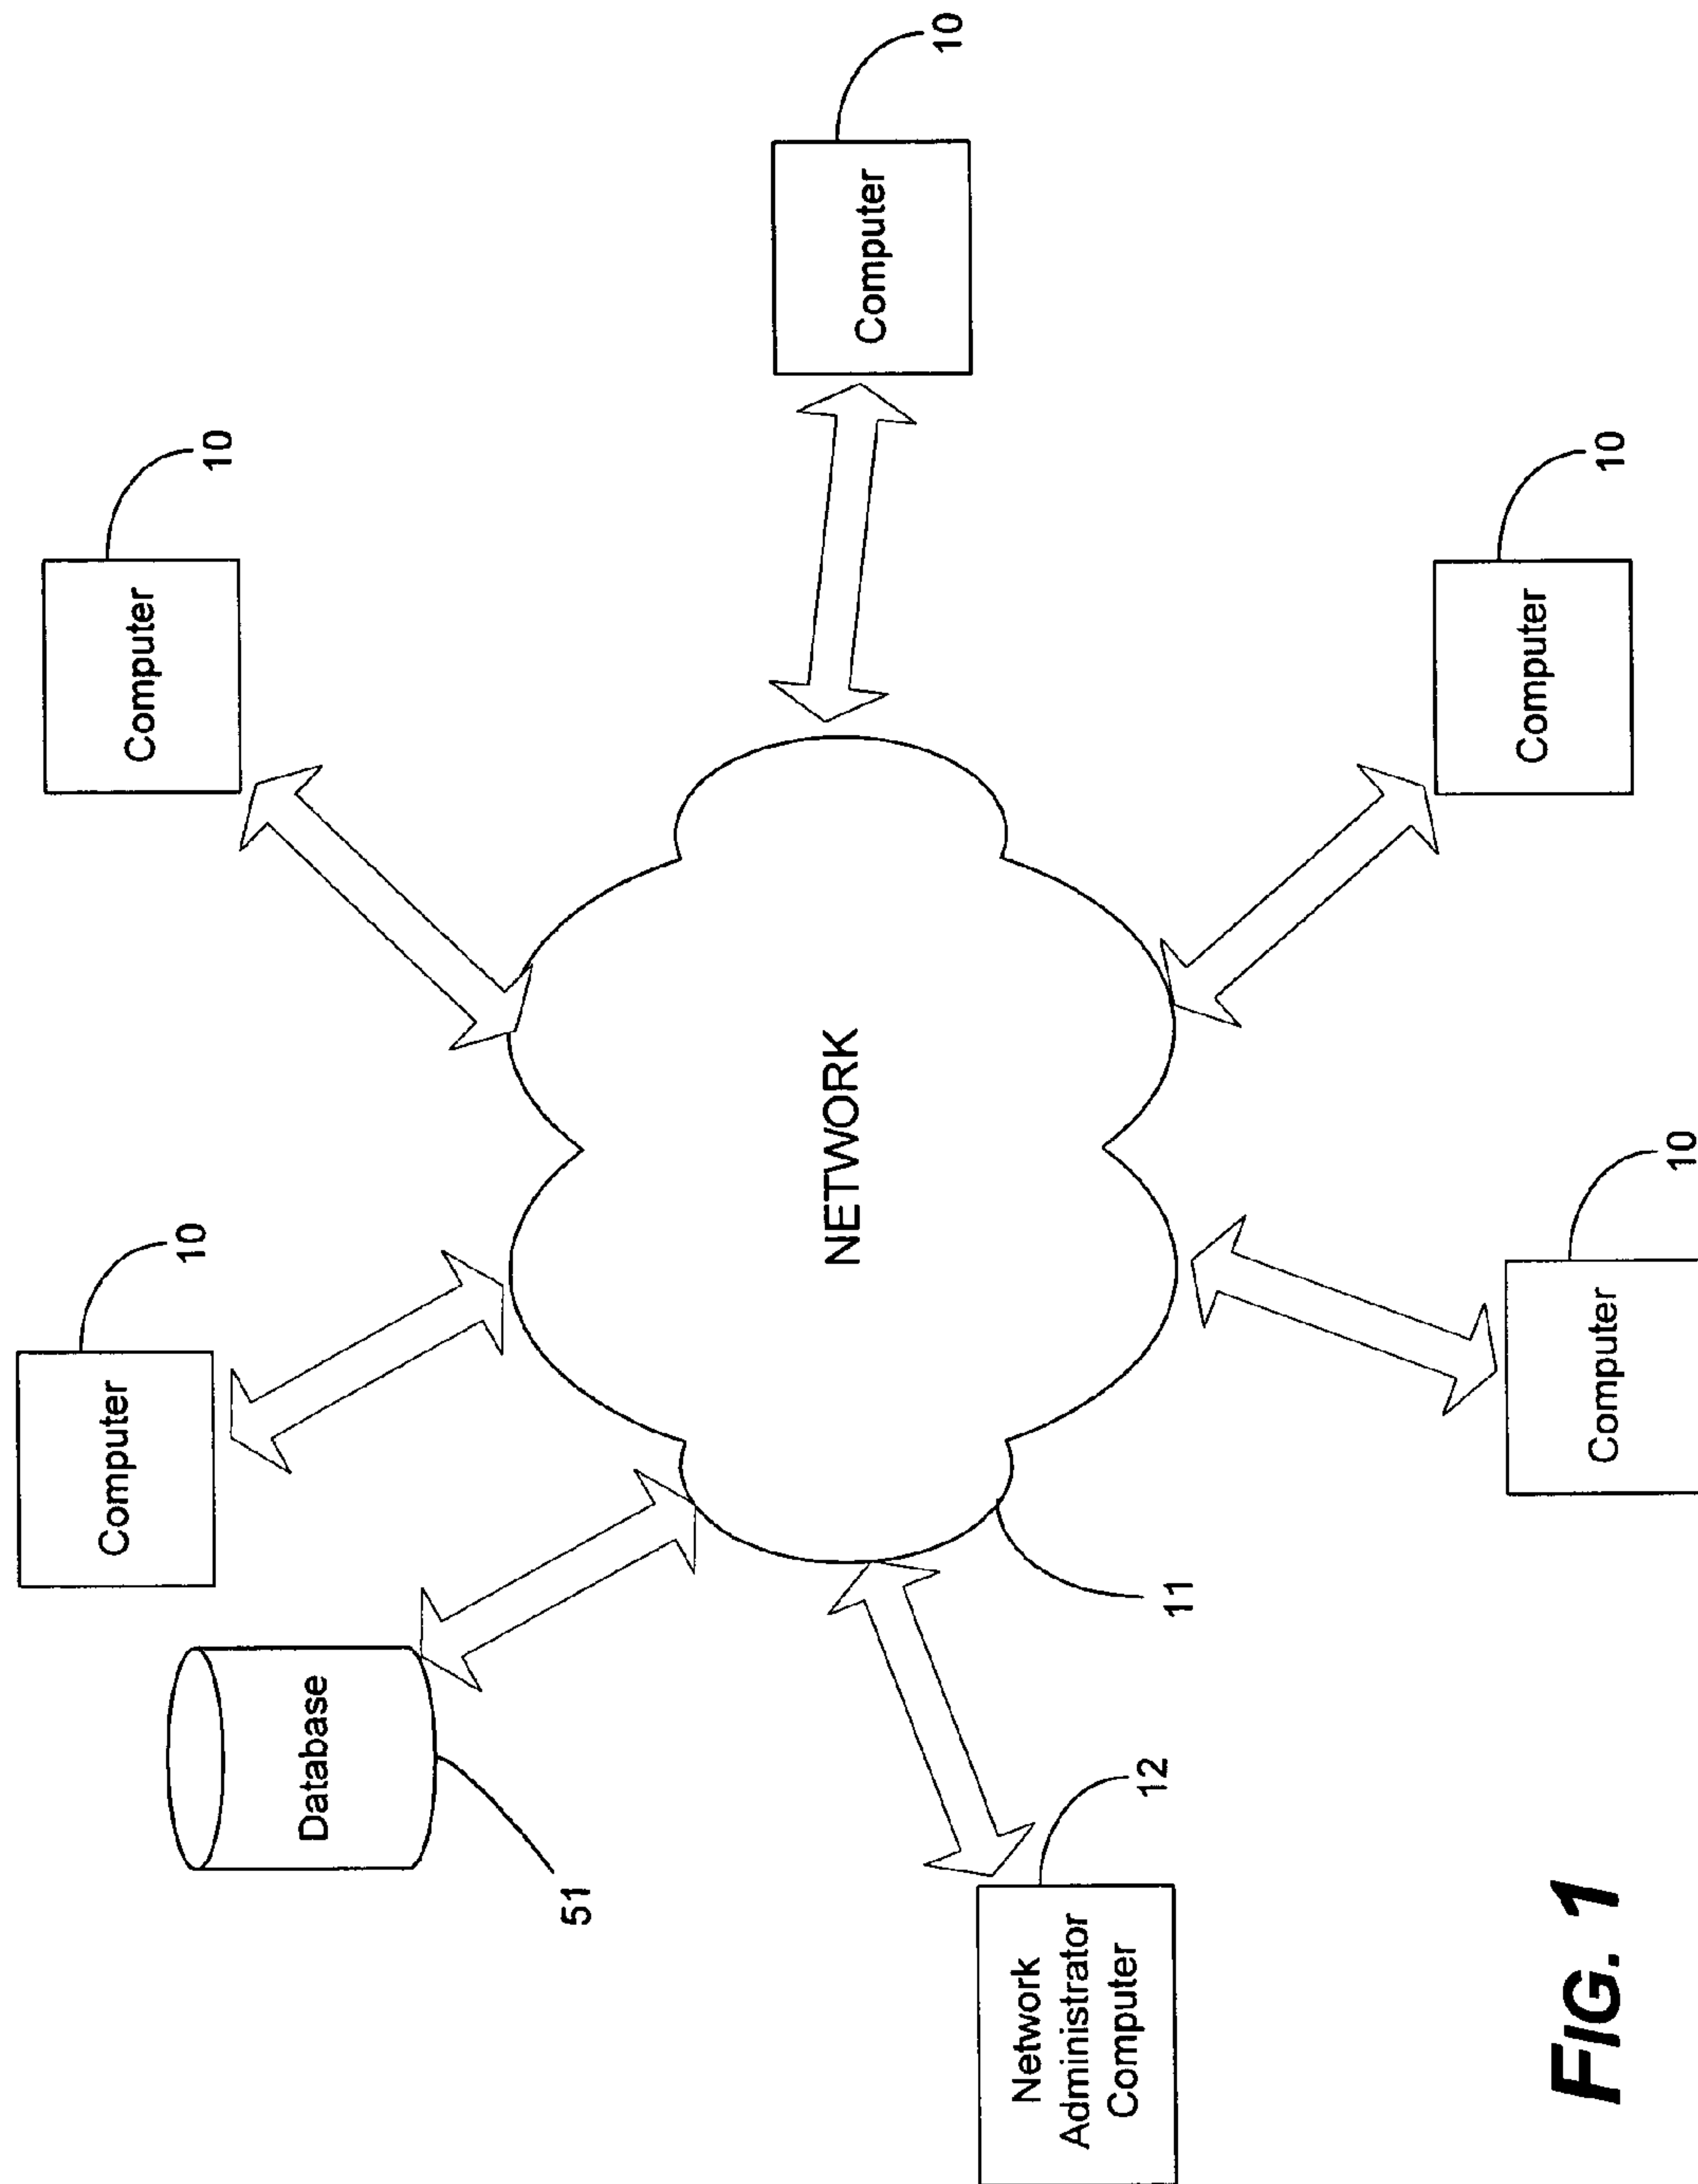 Computer
10
Computer
10
Database
51
Computer
10
NETWORK
11
Network
Administrator
Computer
12
Computer
10
Computer
10
FIG. 1